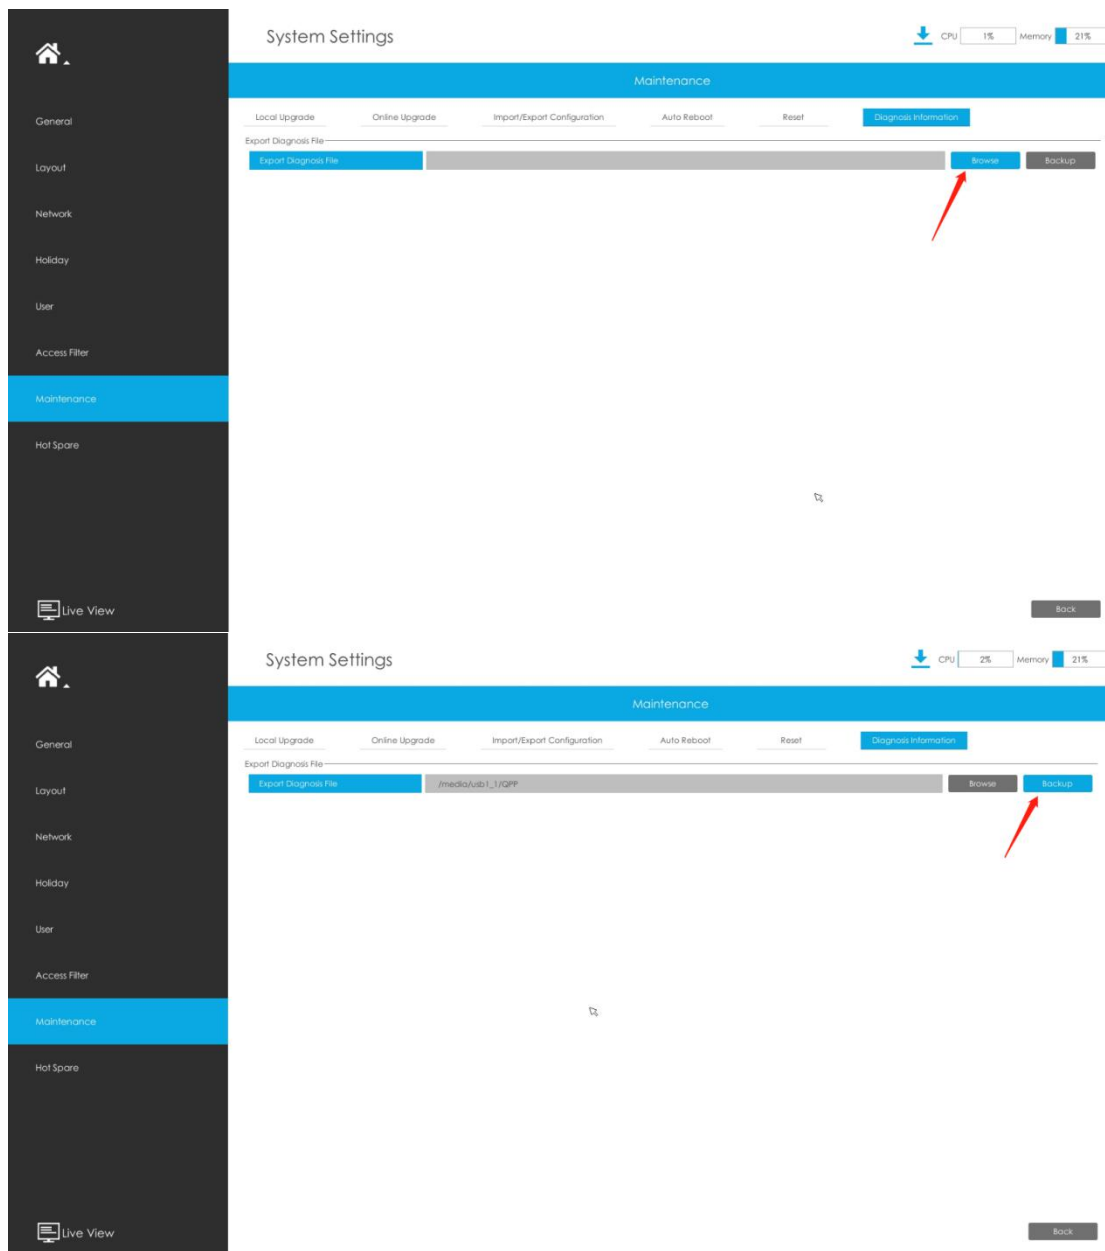 System Settings
CPU 1% Memory 21%
Maintenance
General
Local Upgrade Online Upgrade Import/Export Configuration Auto Reboot Reset Diagnosis Information
Export Diagnosis File
Export Diagnosis File Browse Backup
Layout
Network
Holiday
User
Access Filter
Maintenance
Hot Spare
Live View
Back
System Settings
CPU 2% Memory 21%
Maintenance
General
Local Upgrade Online Upgrade Import/Export Configuration Auto Reboot Reset Diagnosis Information
Export Diagnosis File
Export Diagnosis File /media/usb1_1/QPP Browse Backup
Layout
Network
Holiday
User
Access Filter
Maintenance
Hot Spare
Live View
Back